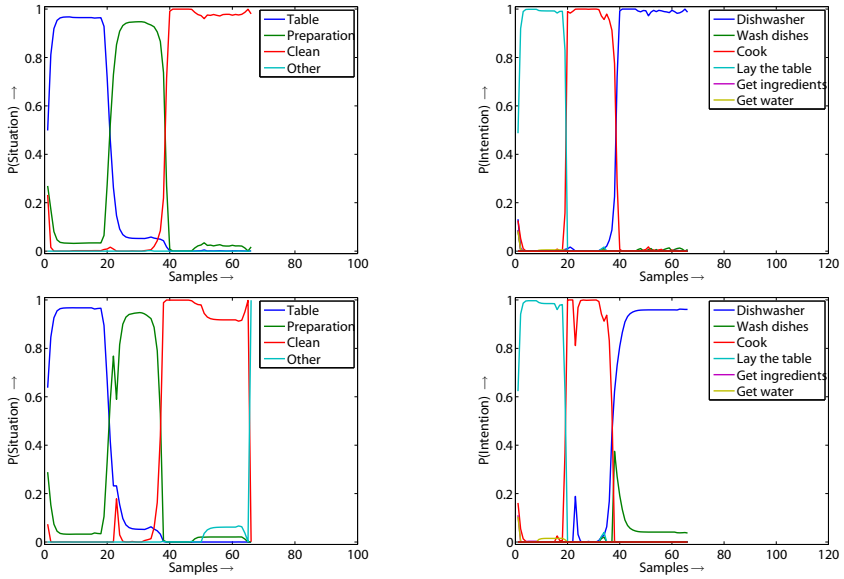 P(Situation) →
1
0.8
0.6
0.4
0.2
0
0 20 40 60 80 100
Samples →
Table
Preparation
Clean
Other
P(Intention) →
1
0.8
0.6
0.4
0.2
0
0 20 40 60 80 100 120
Samples →
Dishwasher
Wash dishes
Cook
Lay the table
Get ingredients
Get water
P(Situation) →
1
0.8
0.6
0.4
0.2
0
0 20 40 60 80 100
Samples →
Table
Preparation
Clean
Other
P(Intention) →
1
0.8
0.6
0.4
0.2
0
0 20 40 60 80 100 120
Samples →
Dishwasher
Wash dishes
Cook
Lay the table
Get ingredients
Get water